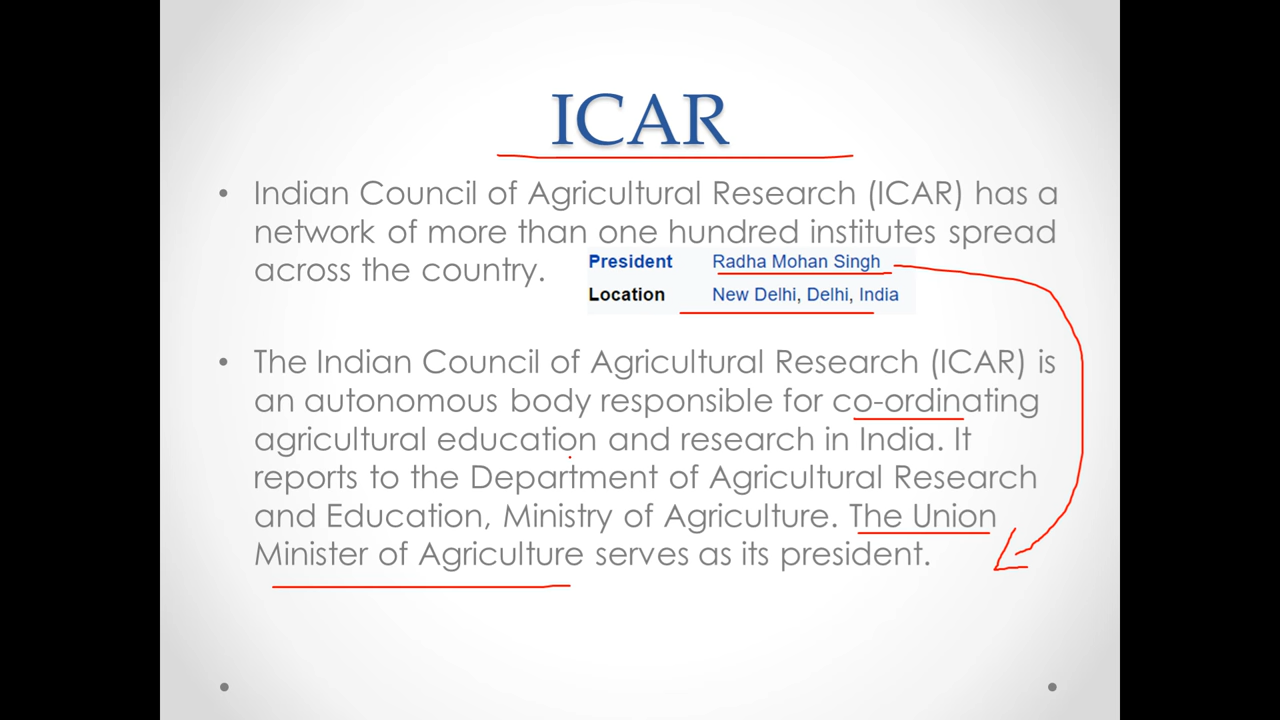 ICAR
• Indian Council of Agricultural Research (ICAR) has a
network of more than one hundred institutes spread
across the country.
President Radha Mohan Singh
Location New Delhi, Delhi, India
• The Indian Council of Agricultural Research (ICAR) is
an autonomous body responsible for co-ordinating
agricultural education and research in India. It
reports to the Department of Agricultural Research
and Education, Ministry of Agriculture. The Union
Minister of Agriculture serves as its president.